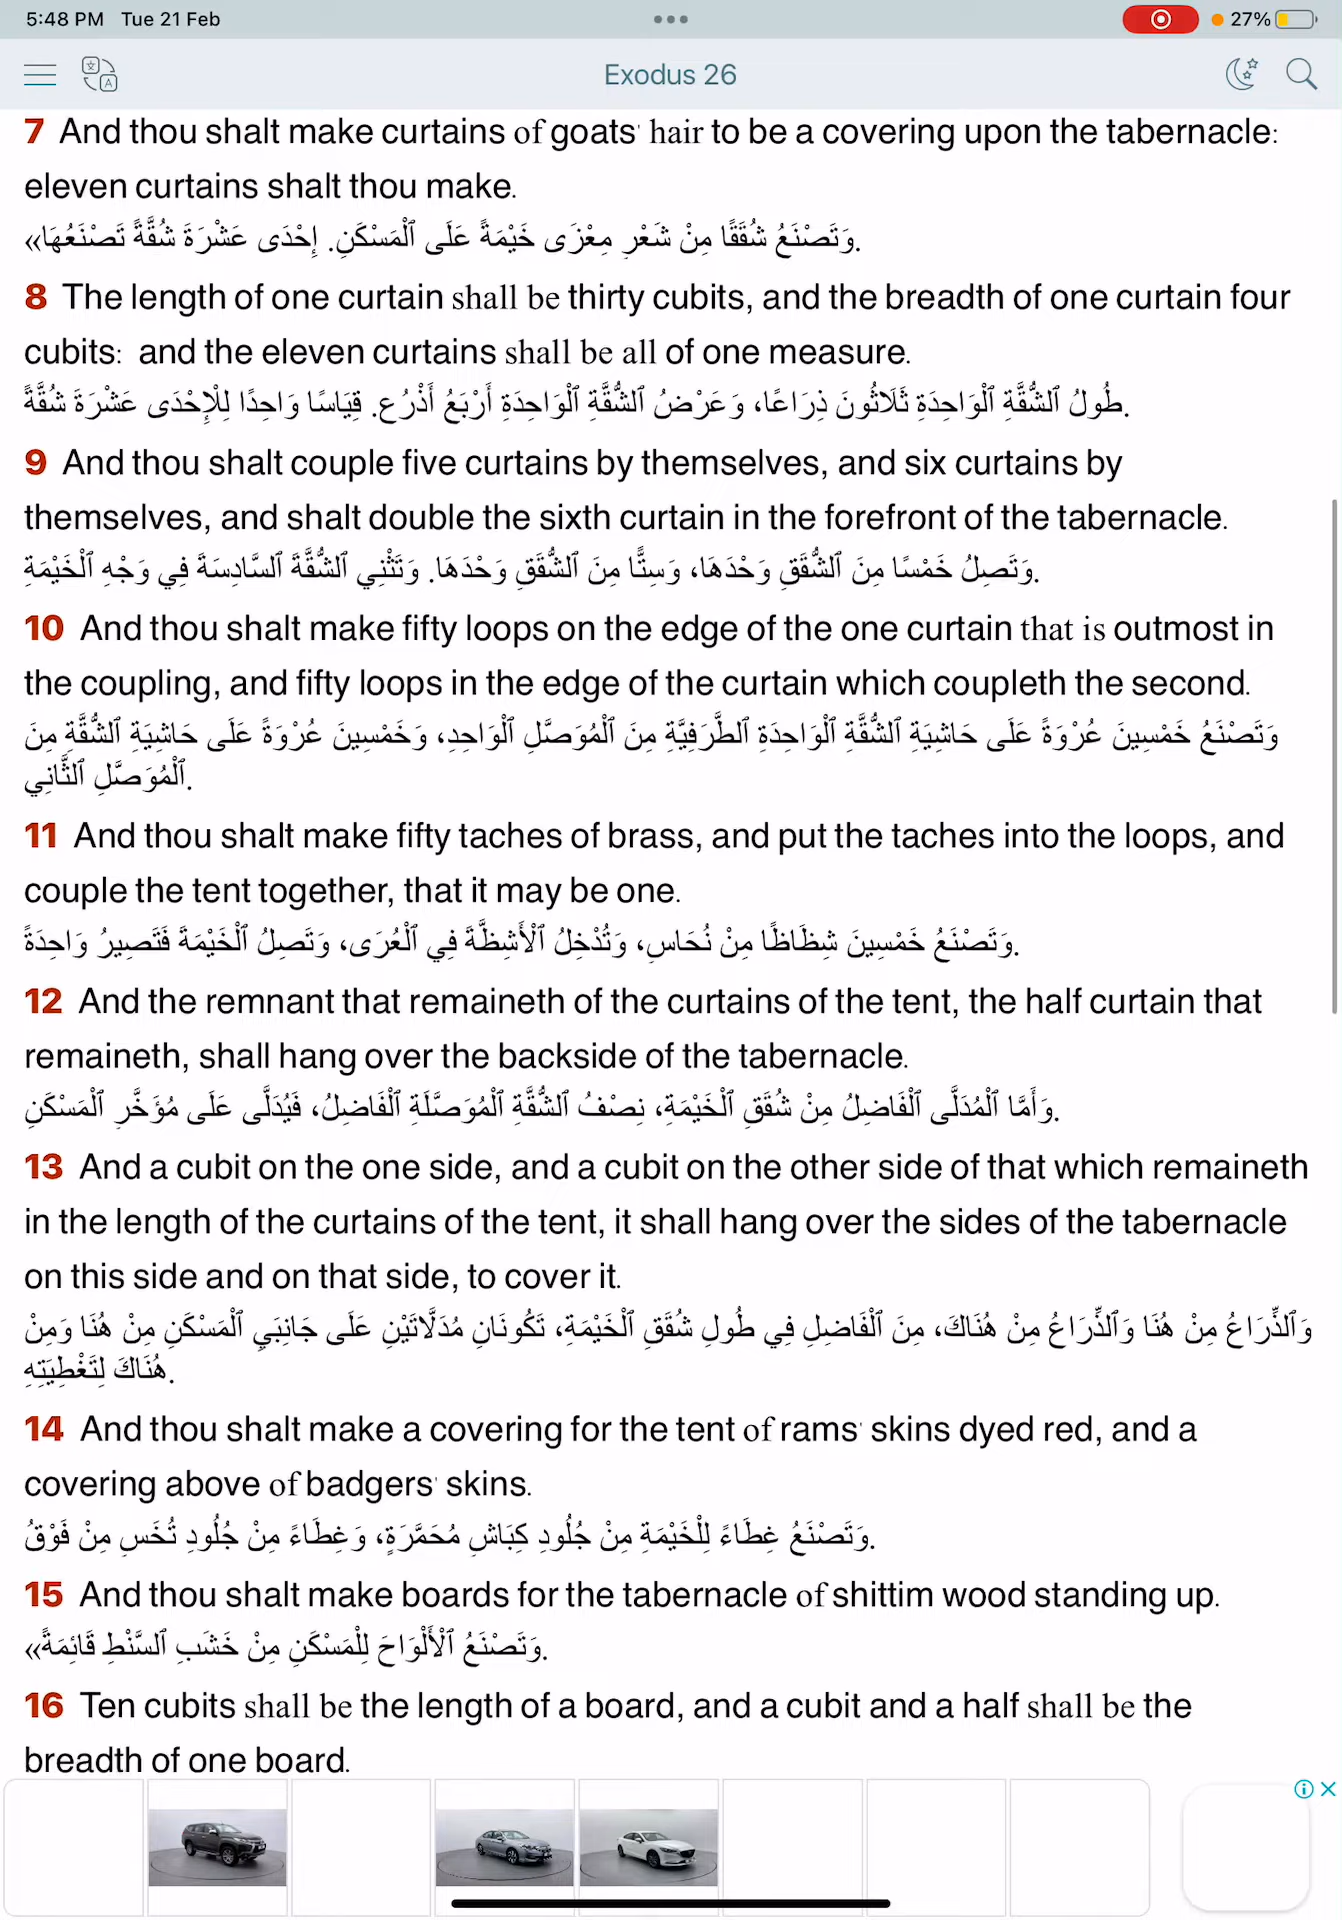 5:48 PM Tue 21 Feb
27%
Exodus 26
7 And thou shalt make curtains of goats' hair to be a covering upon the tabernacle:
eleven curtains shalt thou make.
«وَتَصْنَعُ شُقَقًا مِنْ شَعْرِ مِعْزَى خَيْمَةً عَلَى ٱلْمَسْكَنِ. إِحْدَى عَشْرَةَ شُقَّةً تَصْنَعُهَا.
8 The length of one curtain shall be thirty cubits, and the breadth of one curtain four
cubits: and the eleven curtains shall be all of one measure.
طُولُ ٱلشُّقَّةِ ٱلْوَاحِدَةِ ثَلَاثُونَ ذِرَاعًا، وَعَرْضُ ٱلشُّقَّةِ ٱلْوَاحِدَةِ أَرْبَعُ أَذْرُعٍ. قِيَاسًا وَاحِدًا لِلْإِحْدَى عَشْرَةَ شُقَّةً.
9 And thou shalt couple five curtains by themselves, and six curtains by
themselves, and shalt double the sixth curtain in the forefront of the tabernacle.
وَتَصِلُ خَمْسًا مِنَ ٱلشُّقَقِ وَحْدَهَا، وَسِتًّا مِنَ ٱلشُّقَقِ وَحْدَهَا. وَتَثْنِي ٱلشُّقَّةَ ٱلسَّادِسَةَ فِي وَجْهِ ٱلْخَيْمَةِ.
10 And thou shalt make fifty loops on the edge of the one curtain that is outmost in
the coupling, and fifty loops in the edge of the curtain which coupleth the second.
وَتَصْنَعُ خَمْسِينَ عُرْوَةً عَلَى حَاشِيَةِ ٱلشُّقَّةِ ٱلْوَاحِدَةِ ٱلطَّرَفِيَّةِ مِنَ ٱلْمُوَصَّلِ ٱلْوَاحِدِ، وَخَمْسِينَ عُرْوَةً عَلَى حَاشِيَةِ ٱلشُّقَّةِ مِنَ
ٱلْمُوَصَّلِ ٱلثَّانِي.
11 And thou shalt make fifty taches of brass, and put the taches into the loops, and
couple the tent together, that it may be one.
وَتَصْنَعُ خَمْسِينَ شِظَاظًا مِنْ نُحَاسٍ، وَتُدْخِلُ ٱلْأَشِظَّةَ فِي ٱلْعُرَى، وَتَصِلُ ٱلْخَيْمَةَ فَتَصِيرُ وَاحِدَةً.
12 And the remnant that remaineth of the curtains of the tent, the half curtain that
remaineth, shall hang over the backside of the tabernacle.
وَأَمَّا ٱلْمُدَلَّى ٱلْفَاضِلُ مِنْ شُقَقِ ٱلْخَيْمَةِ، نِصْفُ ٱلشُّقَّةِ ٱلْمُوَصَّلَةِ ٱلْفَاضِلُ، فَيُدَلَّى عَلَى مُؤَخَّرِ ٱلْمَسْكَنِ.
13 And a cubit on the one side, and a cubit on the other side of that which remaineth
in the length of the curtains of the tent, it shall hang over the sides of the tabernacle
on this side and on that side, to cover it.
وَٱلذِّرَاعُ مِنْ هُنَا وَٱلذِّرَاعُ مِنْ هُنَاكَ، مِنَ ٱلْفَاضِلِ فِي طُولِ شُقَقِ ٱلْخَيْمَةِ، تَكُونَانِ مُدَلَّاتَيْنِ عَلَى جَانِبَيِ ٱلْمَسْكَنِ مِنْ هُنَا وَمِنْ
هُنَاكَ لِتَغْطِيَتِهِ.
14 And thou shalt make a covering for the tent of rams' skins dyed red, and a
covering above of badgers' skins.
وَتَصْنَعُ غِطَاءً لِلْخَيْمَةِ مِنْ جُلُودِ كِبَاشٍ مُحَمَّرَةٍ، وَغِطَاءً مِنْ جُلُودِ تُخَسٍ مِنْ فَوْقُ.
15 And thou shalt make boards for the tabernacle of shittim wood standing up.
«وَتَصْنَعُ ٱلْأَلْوَاحَ لِلْمَسْكَنِ مِنْ خَشَبِ ٱلسَّنْطِ قَائِمَةً.
16 Ten cubits shall be the length of a board, and a cubit and a half shall be the
breadth of one board.